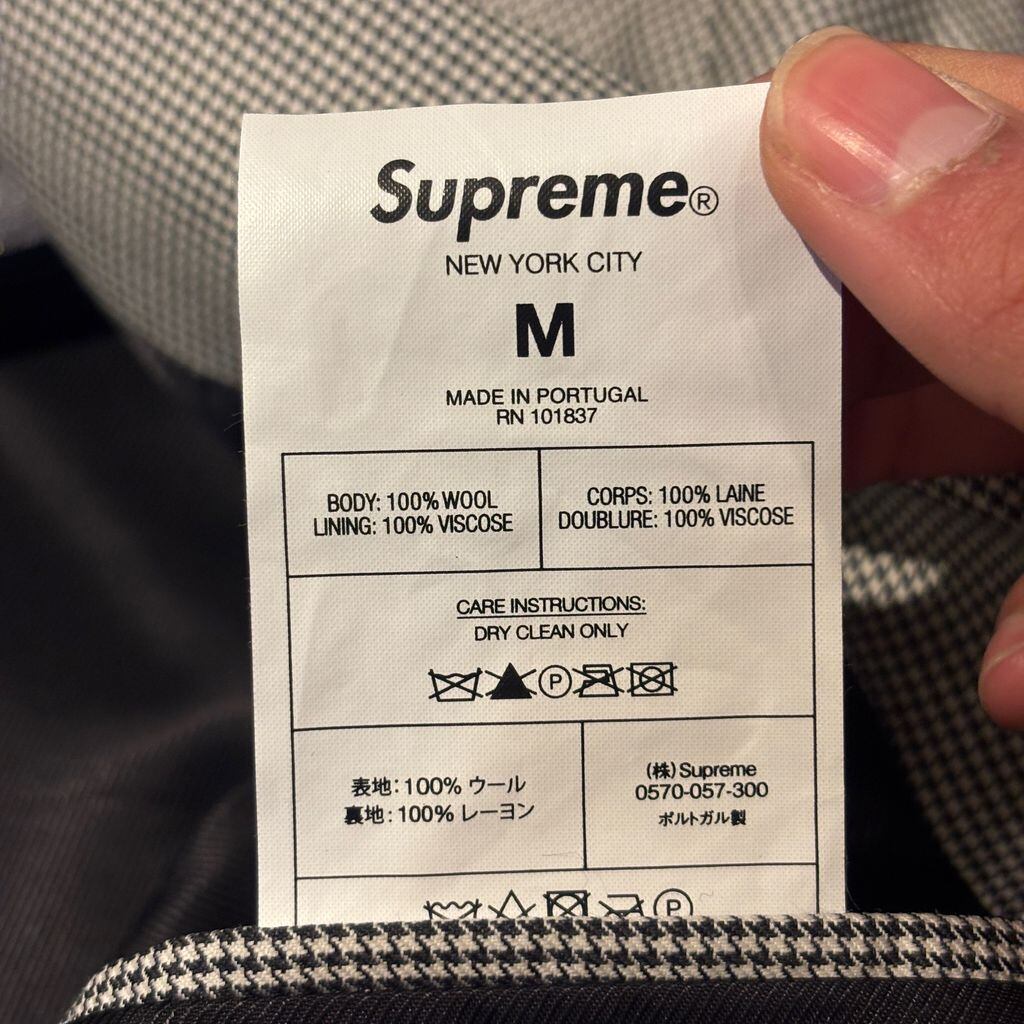 Supreme®
NEW YORK CITY
M
MADE IN PORTUGAL
RN 101837
BODY: 100% WOOL
LINING: 100% VISCOSE
CORPS: 100% LAINE
DOUBLURE: 100% VISCOSE
CARE INSTRUCTIONS:
DRY CLEAN ONLY
P
表地：100% ウール
裏地：100% レーヨン
(株) Supreme
0570-057-300
ポルトガル製
P